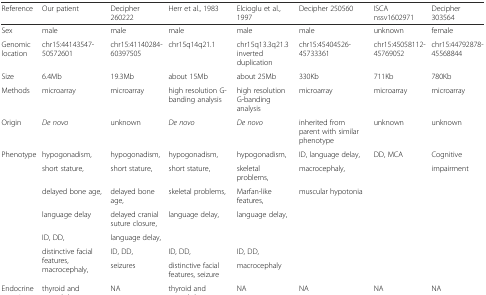 Reference Our patient Decipher 260222 Herr et al., 1983 Elcioglu et al., 1997 Decipher 250560 ISCA nssv1602971 Decipher 303564
Sex male male male male male unknown female
Genomic location chr15:44143547-50572601 chr15:41140284-60397505 chr15q14q21.1 chr15q13.3q21.3 inverted duplication chr15:45404526-45733361 chr15:45058112-45769052 chr15:44792878-45568844
Size 6.4Mb 19.3Mb about 15Mb about 25Mb 330Kb 711Kb 780Kb
Methods microarray microarray high resolution G-banding analysis high resolution G-banding analysis microarray microarray microarray
Origin De novo unknown De novo De novo inherited from parent with similar phenotype unknown unknown
Phenotype hypogonadism, hypogonadism, hypogonadism, hypogonadism, ID, language delay, DD, MCA Cognitive
short stature, short stature, short stature, skeletal problems, macrocephaly, impairment
delayed bone age, delayed bone age, skeletal problems, Marfan-like features, muscular hypotonia
language delay delayed cranial suture closure, language delay, language delay,
ID, DD, language delay,
distinctive facial features, macrocephaly, ID, DD, ID, DD, ID, DD,
seizures distinctive facial features, seizure macrocephaly
Endocrine thyroid and NA thyroid and NA NA NA NA